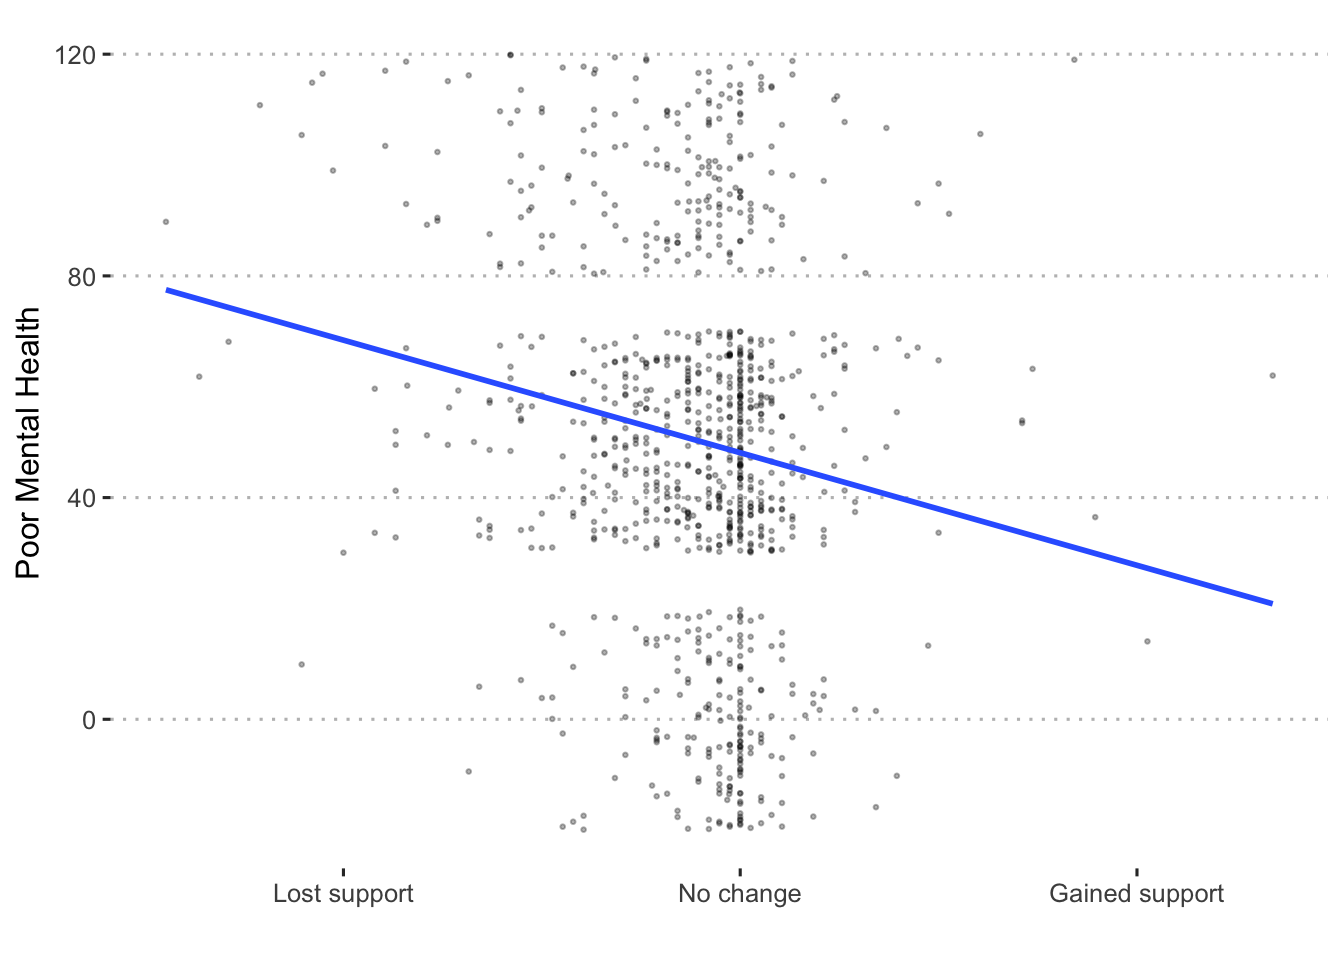 120
80
40
0
Poor Mental Health
Lost support
No change
Gained support